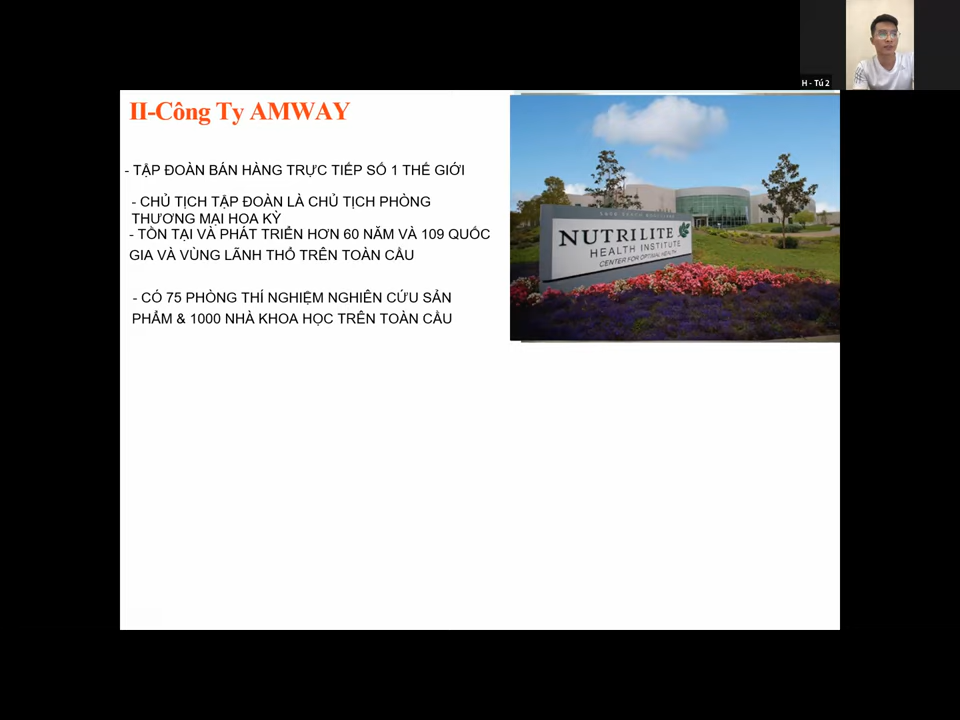 H - Tú 2
II-Công Ty AMWAY
- TẬP ĐOÀN BÁN HÀNG TRỰC TIẾP SỐ 1 THẾ GIỚI
- CHỦ TỊCH TẬP ĐOÀN LÀ CHỦ TỊCH PHÒNG
THƯƠNG MẠI HOA KỲ
- TỒN TẠI VÀ PHÁT TRIỂN HƠN 60 NĂM VÀ 109 QUỐC
GIA VÀ VÙNG LÃNH THỔ TRÊN TOÀN CẦU
- CÓ 75 PHÒNG THÍ NGHIỆM NGHIÊN CỨU SẢN
PHẨM & 1000 NHÀ KHOA HỌC TRÊN TOÀN CẦU
NUTRILITE
HEALTH INSTITUTE
CENTER FOR OPTIMAL HEALTH